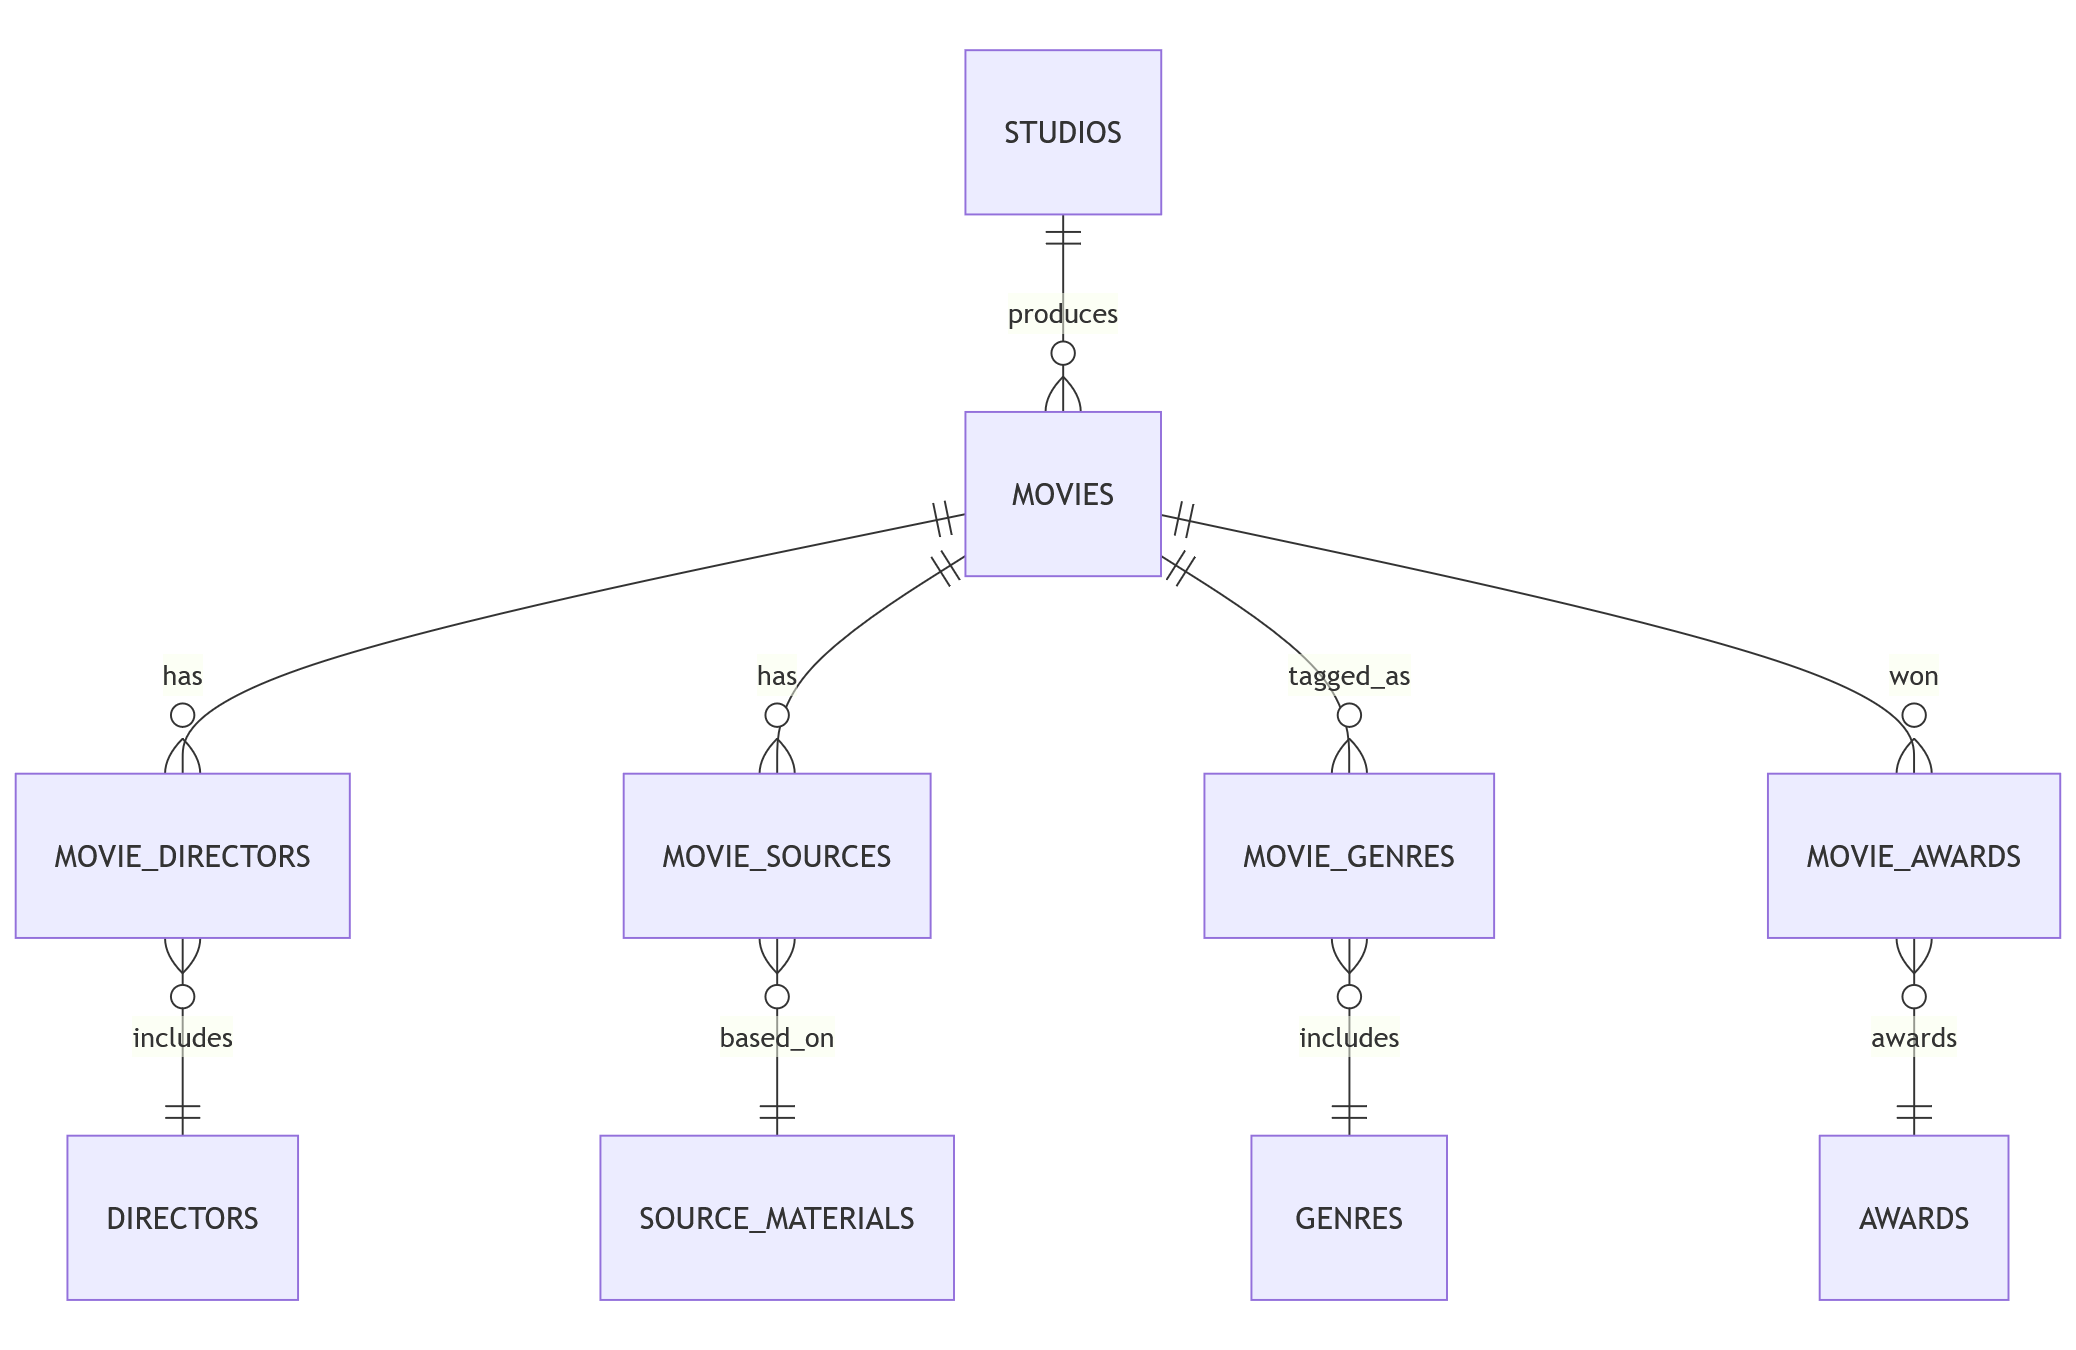 STUDIOS
produces
MOVIES
has
has
tagged_as
won
MOVIE_DIRECTORS
MOVIE_SOURCES
MOVIE_GENRES
MOVIE_AWARDS
includes
based_on
includes
awards
DIRECTORS
SOURCE_MATERIALS
GENRES
AWARDS